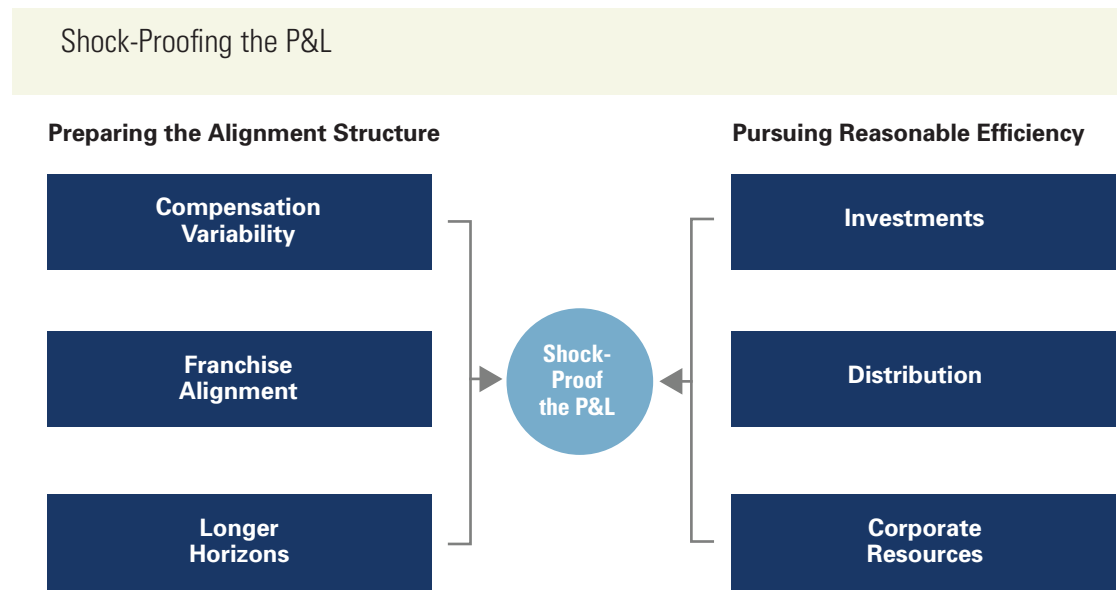 Shock-Proofing the P&L
Preparing the Alignment Structure
Compensation
Variability
Franchise
Alignment
Longer
Horizons
Shock-
Proof
the P&L
Pursuing Reasonable Efficiency
Investments
Distribution
Corporate
Resources